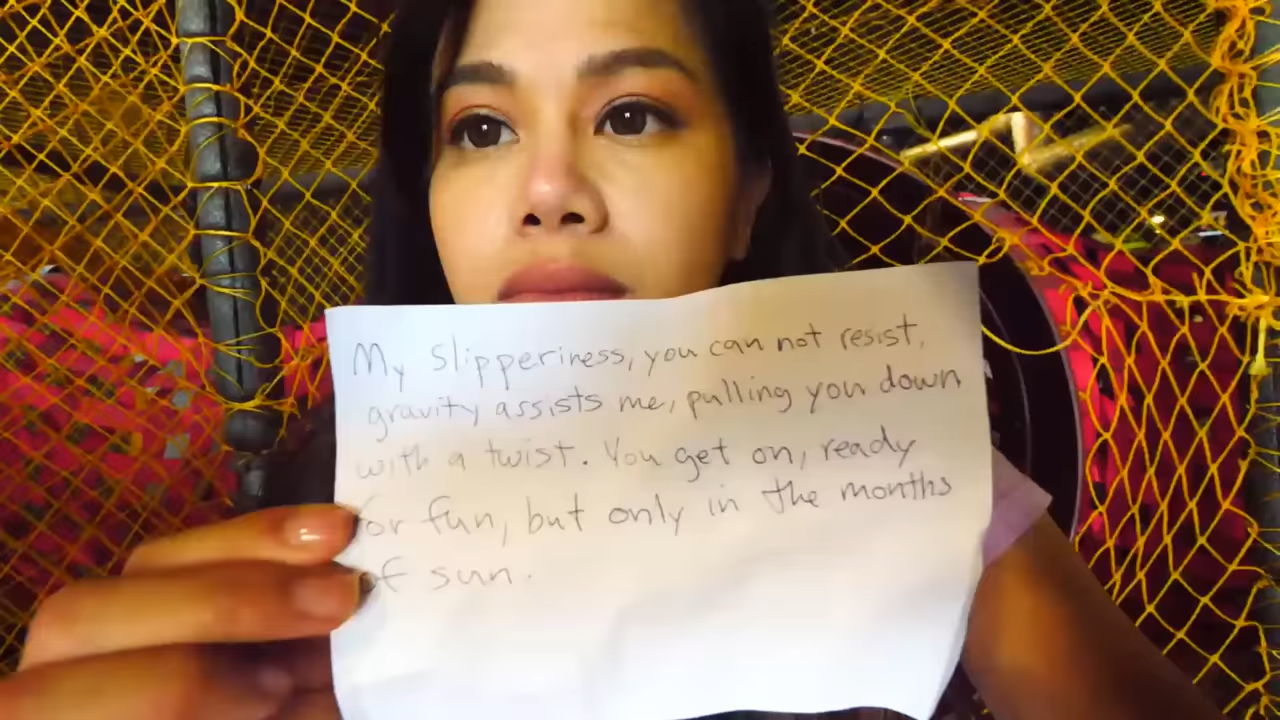 My slipperiness, you can not resist,
gravity assists me, pulling you down
with a twist. You get on, ready
for fun, but only in the months
of sun.